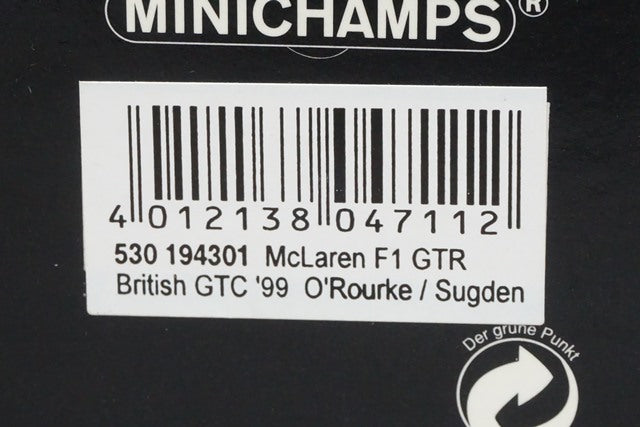 MINICHAMPS®
4 012138 047112
530 194301 McLaren F1 GTR
British GTC '99 O'Rourke / Sugden
Der grüne Punkt